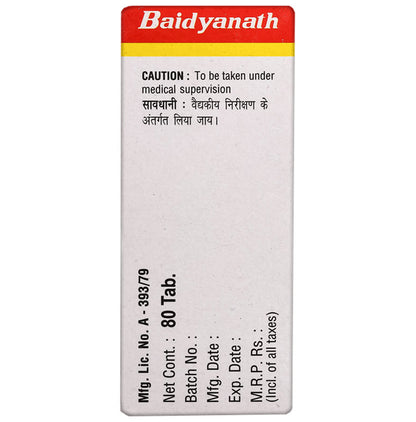 Baidyanath
CAUTION : To be taken under
medical supervision
सावधानी : वैद्यकीय निरीक्षण के
अंतर्गत लिया जाय।
Mfg. Lic. No. A - 393/79
Net Cont. : 80 Tab.
Batch No. :
Mfg. Date :
Exp. Date :
M.R.P. Rs. :
(Incl. of all taxes)